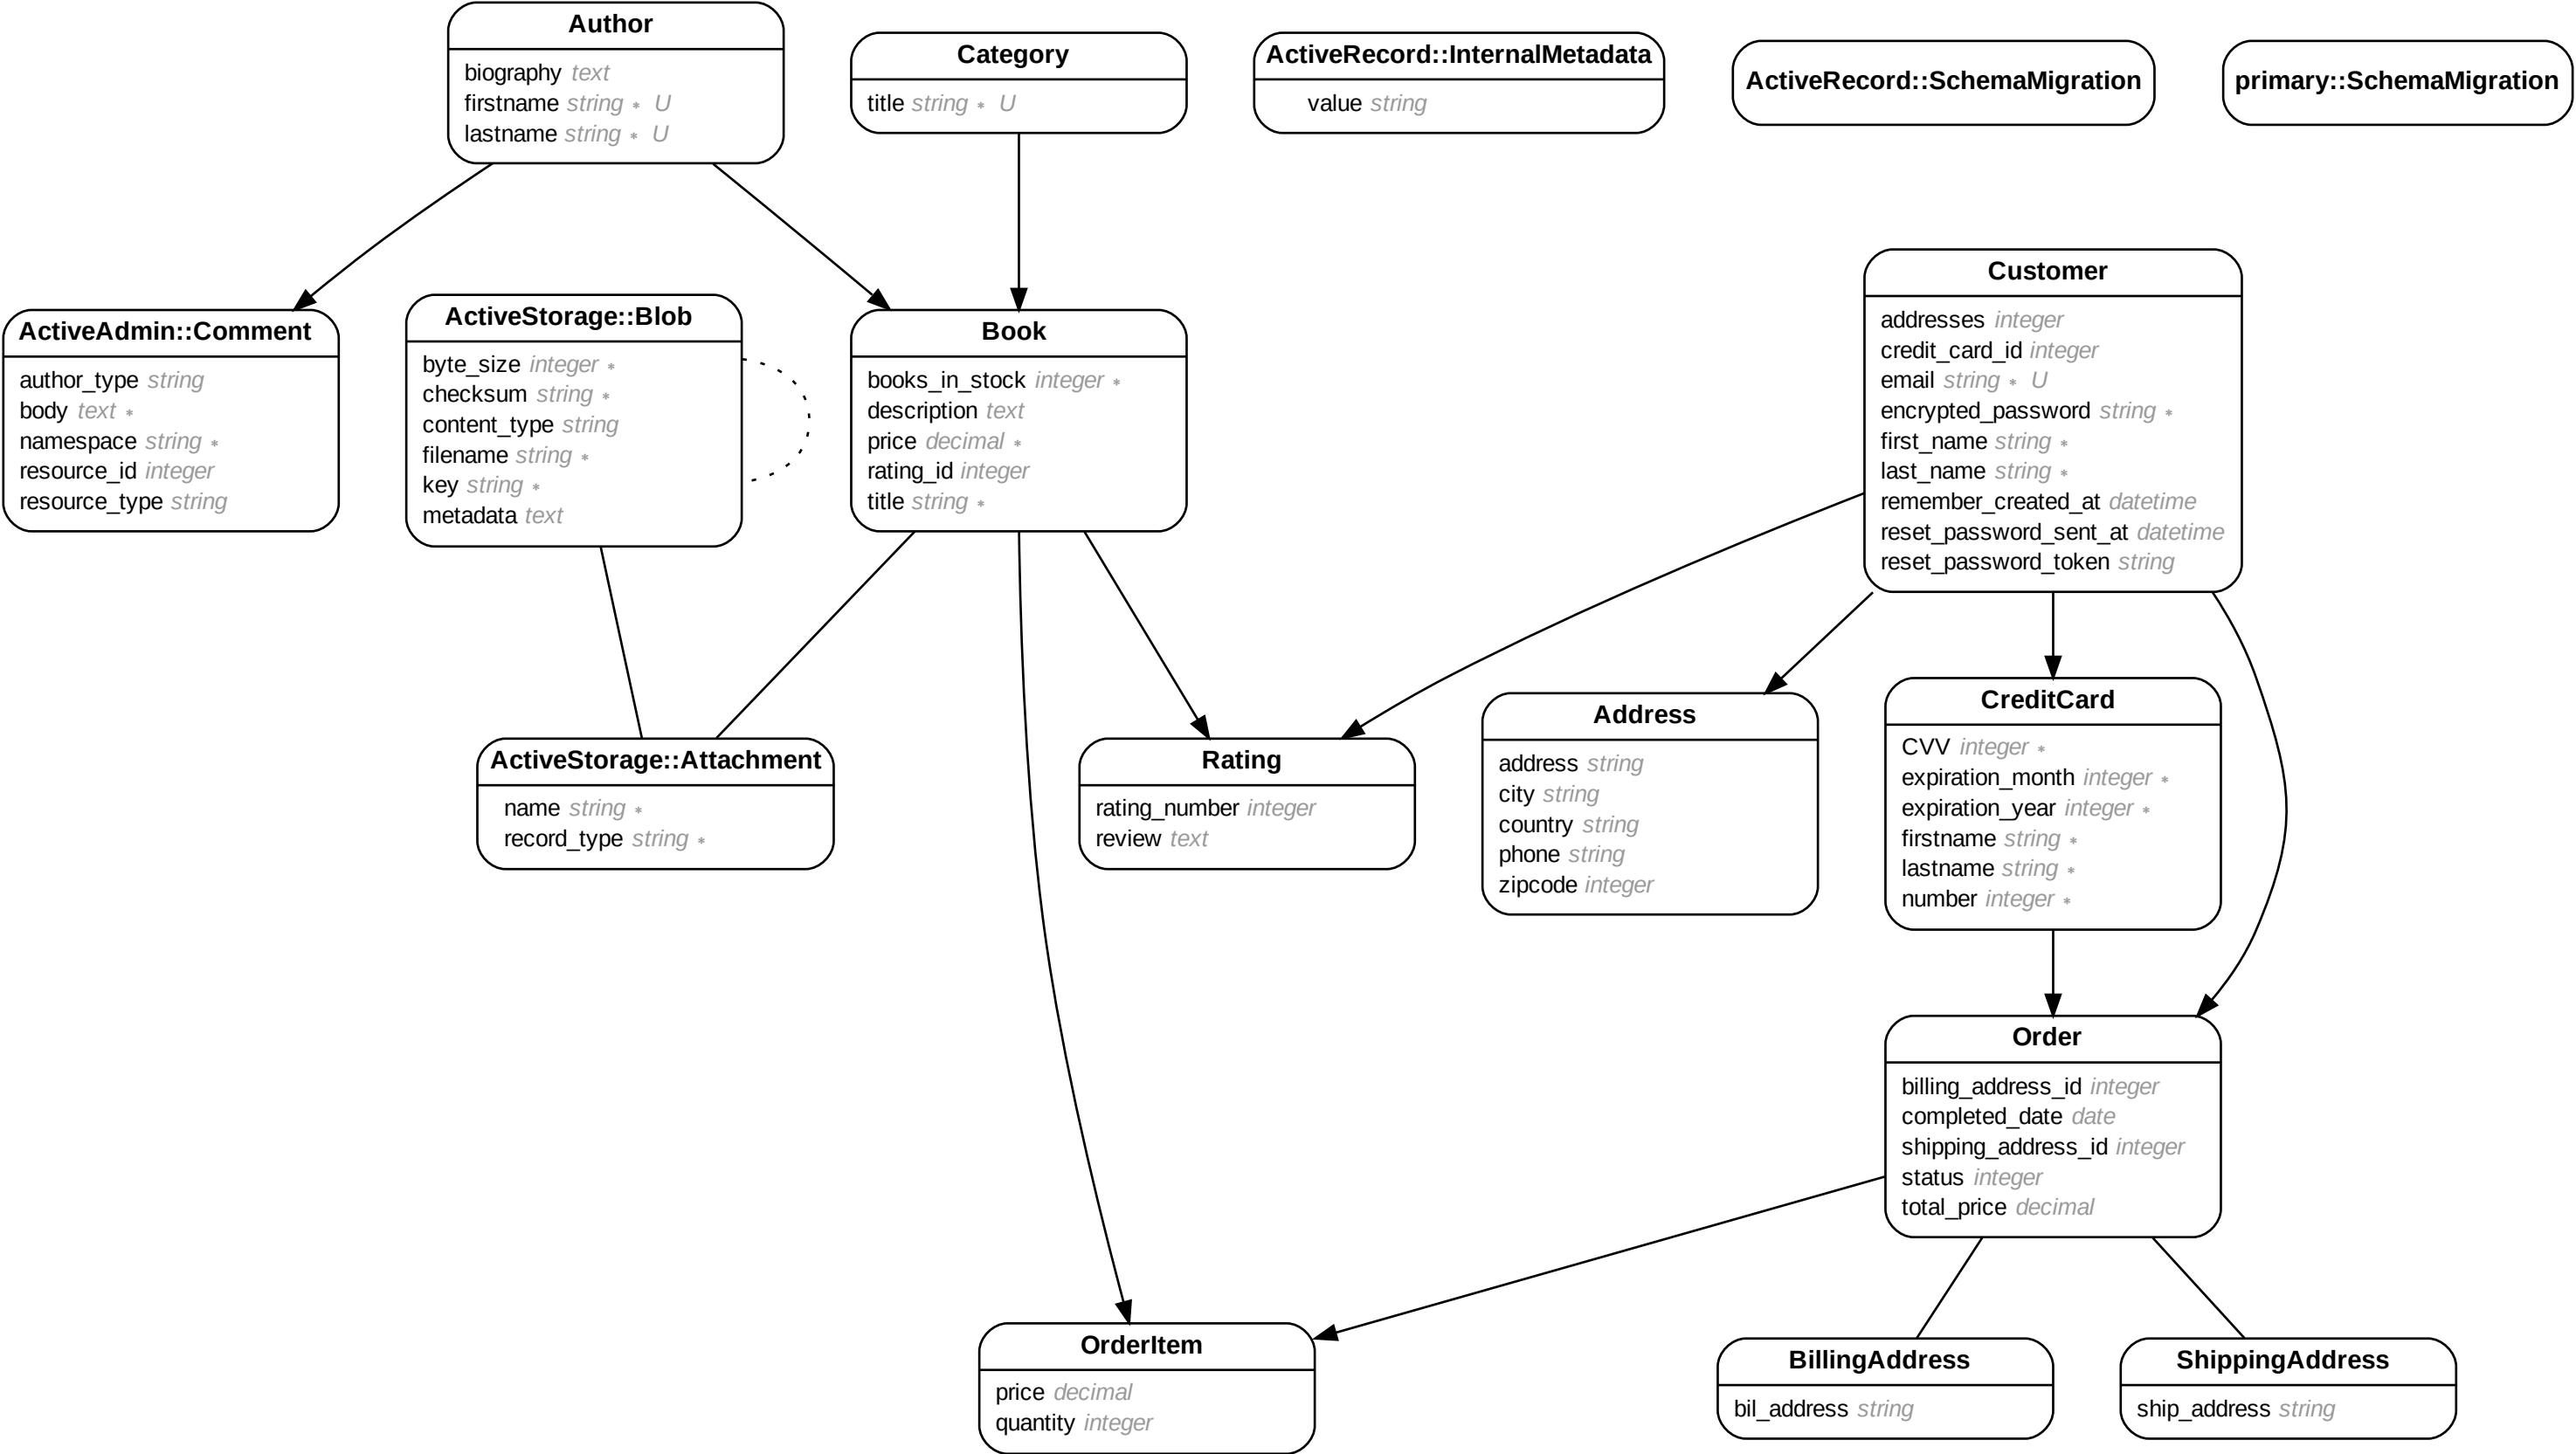 Author
biography text
firstname string * U
lastname string * U
Category
title string * U
ActiveRecord::InternalMetadata
value string
ActiveRecord::SchemaMigration
primary::SchemaMigration
ActiveAdmin::Comment
author_type string
body text *
namespace string *
resource_id integer
resource_type string
ActiveStorage::Blob
byte_size integer *
checksum string *
content_type string
filename string *
key string *
metadata text
Book
books_in_stock integer *
description text
price decimal *
rating_id integer
title string *
Customer
addresses integer
credit_card_id integer
email string * U
encrypted_password string *
first_name string *
last_name string *
remember_created_at datetime
reset_password_sent_at datetime
reset_password_token string
ActiveStorage::Attachment
name string *
record_type string *
Rating
rating_number integer
review text
Address
address string
city string
country string
phone string
zipcode integer
CreditCard
CVV integer *
expiration_month integer *
expiration_year integer *
firstname string *
lastname string *
number integer *
Order
billing_address_id integer
completed_date date
shipping_address_id integer
status integer
total_price decimal
OrderItem
price decimal
quantity integer
BillingAddress
bil_address string
ShippingAddress
ship_address string